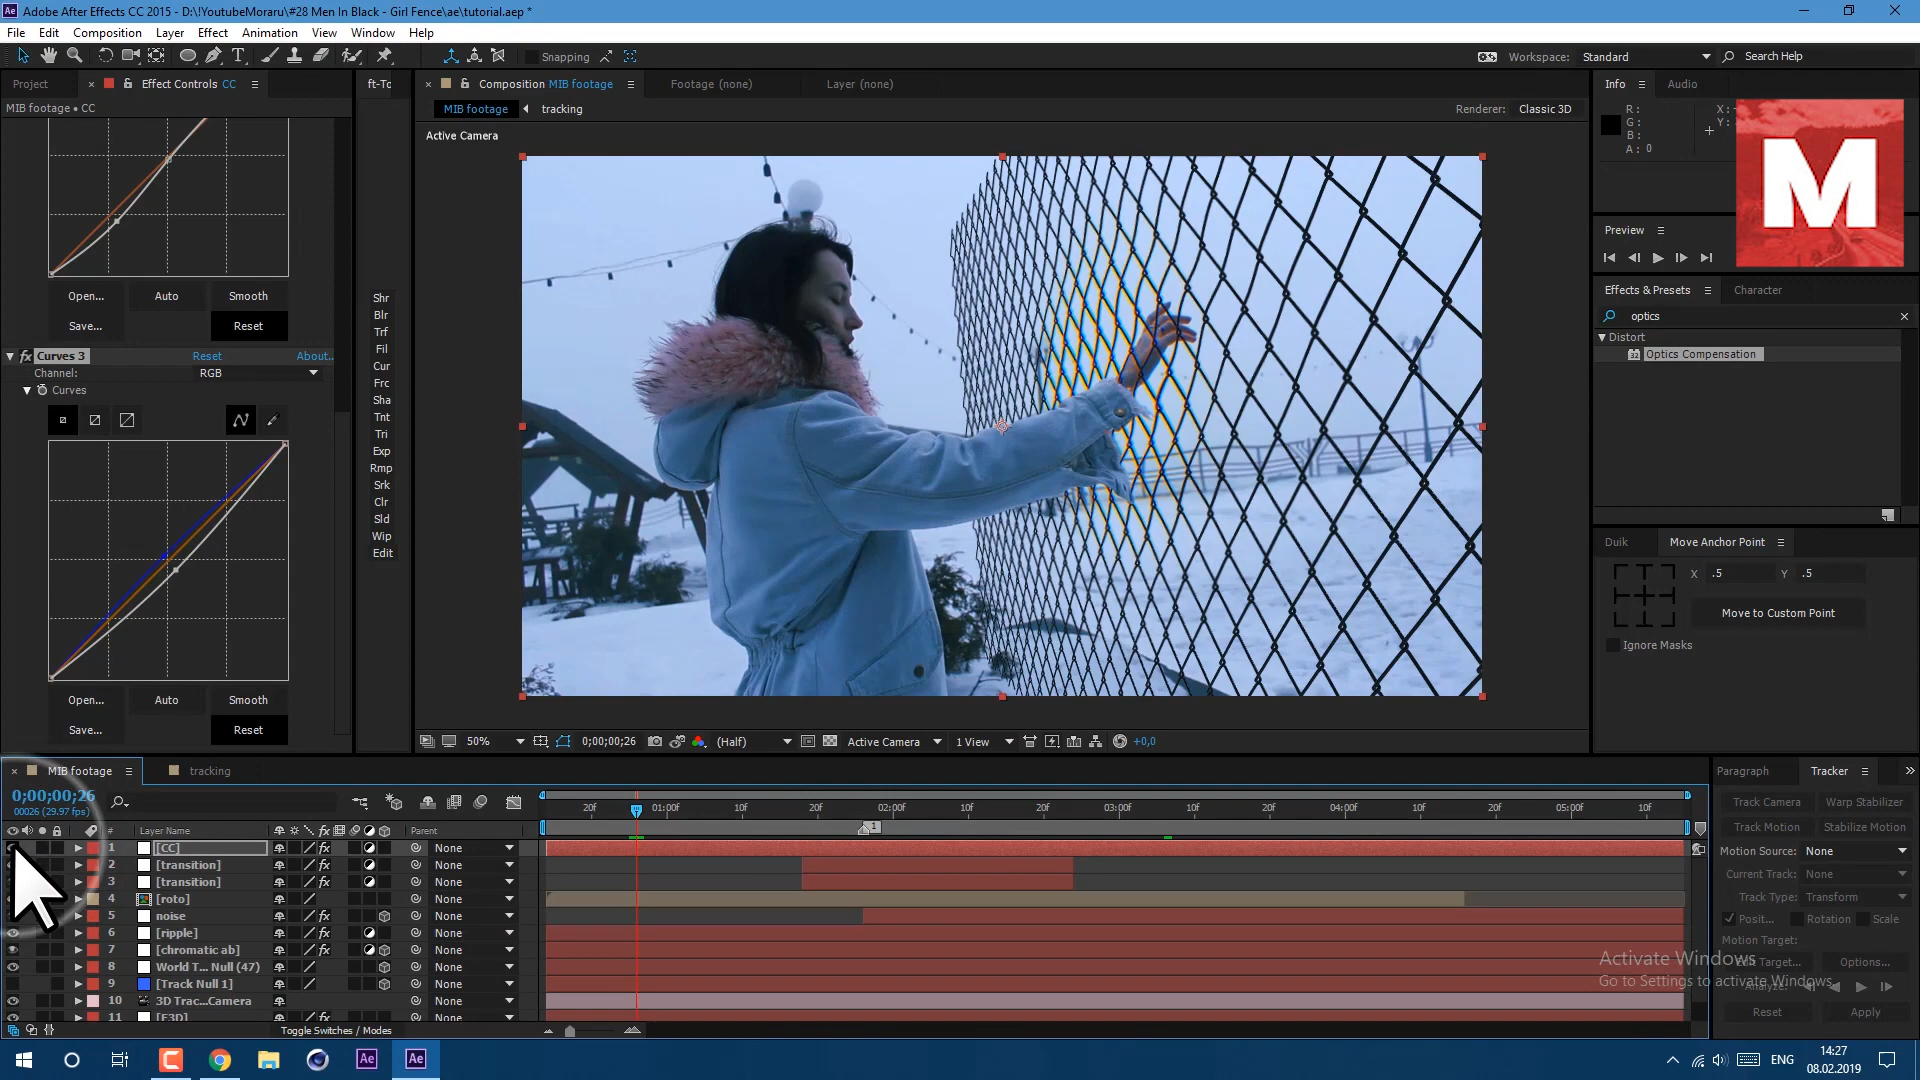 Adobe After Effects CC 2015 - D:\!YoutubeMoraru\#28 Men In Black - Girl Fence\ae\tutorial.aep *
File Edit Composition Layer Effect Animation View Window Help
Snapping
Workspace: Standard
Search Help
Project
Effect Controls CC
ft-To
Composition MIB footage
Footage (none)
Layer (none)
Info
Audio
MIB footage • CC
MIB footage
tracking
Renderer: Classic 3D
R:
G:
B:
A: 0
X:
Y:
M
Active Camera
Preview
Open... Auto Smooth
Save... Reset
Curves 3 Reset About..
Channel: RGB
Curves
Open... Auto Smooth
Save... Reset
Shr
Blr
Trf
Fil
Cur
Frc
Sha
Tnt
Tri
Exp
Rmp
Srk
Clr
Sld
Wip
Edit
Effects & Presets
Character
optics
Distort
Optics Compensation
Duik
Move Anchor Point
X .5 Y .5
Move to Custom Point
Ignore Masks
50% 0;00;00;26 (Half) Active Camera 1 View +0,0
MIB footage
tracking
0;00;00;26
00026 (29.97 fps)
20f 01:00f 10f 20f 02:00f 10f 20f 03:00f 10f 20f 04:00f 10f 20f 05:00f 10f
1
# Layer Name Parent
1 [CC] None
2 [transition] None
3 [transition] None
4 [roto] None
5 noise None
6 [ripple] None
7 [chromatic ab] None
8 World T... Null (47) None
9 [Track Null 1] None
10 3D Trac...Camera None
11 [E3D] None
Toggle Switches / Modes
Paragraph
Tracker
Track Camera Warp Stabilizer
Track Motion Stabilize Motion
Motion Source: None
Current Track: None
Track Type: Transform
Posit... Rotation Scale
Motion Target:
Edit Target... Options...
Analyze:
Reset Apply
Activate Windows
Go to Settings to activate Windows.
ENG
14:27
08.02.2019